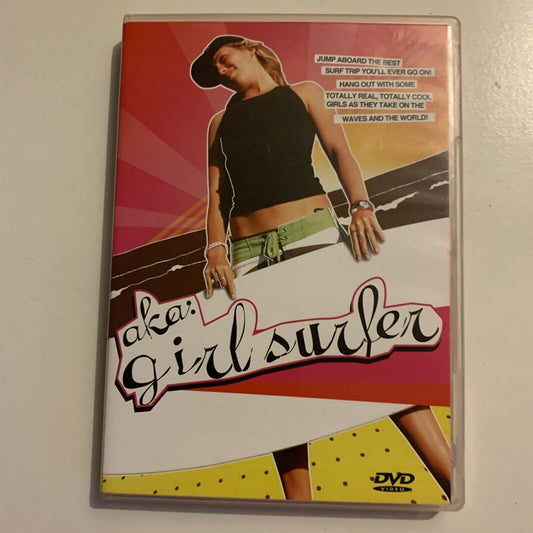 JUMP ABOARD THE BEST
SURF TRIP YOU'LL EVER GO ON!
HANG OUT WITH SOME
TOTALLY REAL, TOTALLY COOL
GIRLS AS THEY TAKE ON THE
WAVES AND THE WORLD!
aka:
girl surfer
DVD
VIDEO